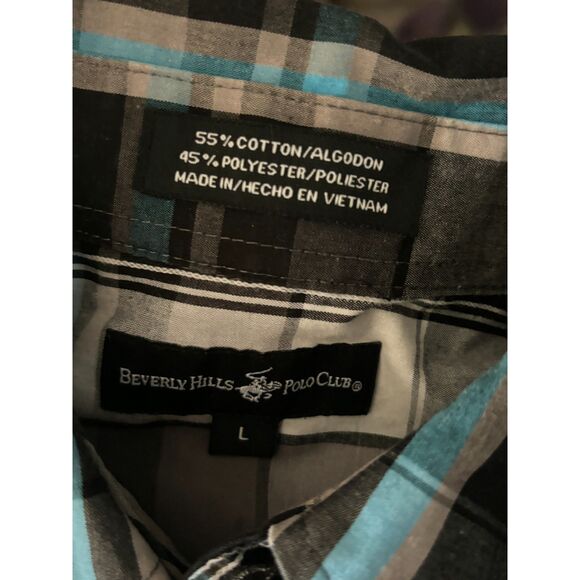 55% COTTON/ALGODON
45% POLYESTER/POLIESTER
MADE IN/HECHO EN VIETNAM
BEVERLY HILLS POLO CLUB®
L